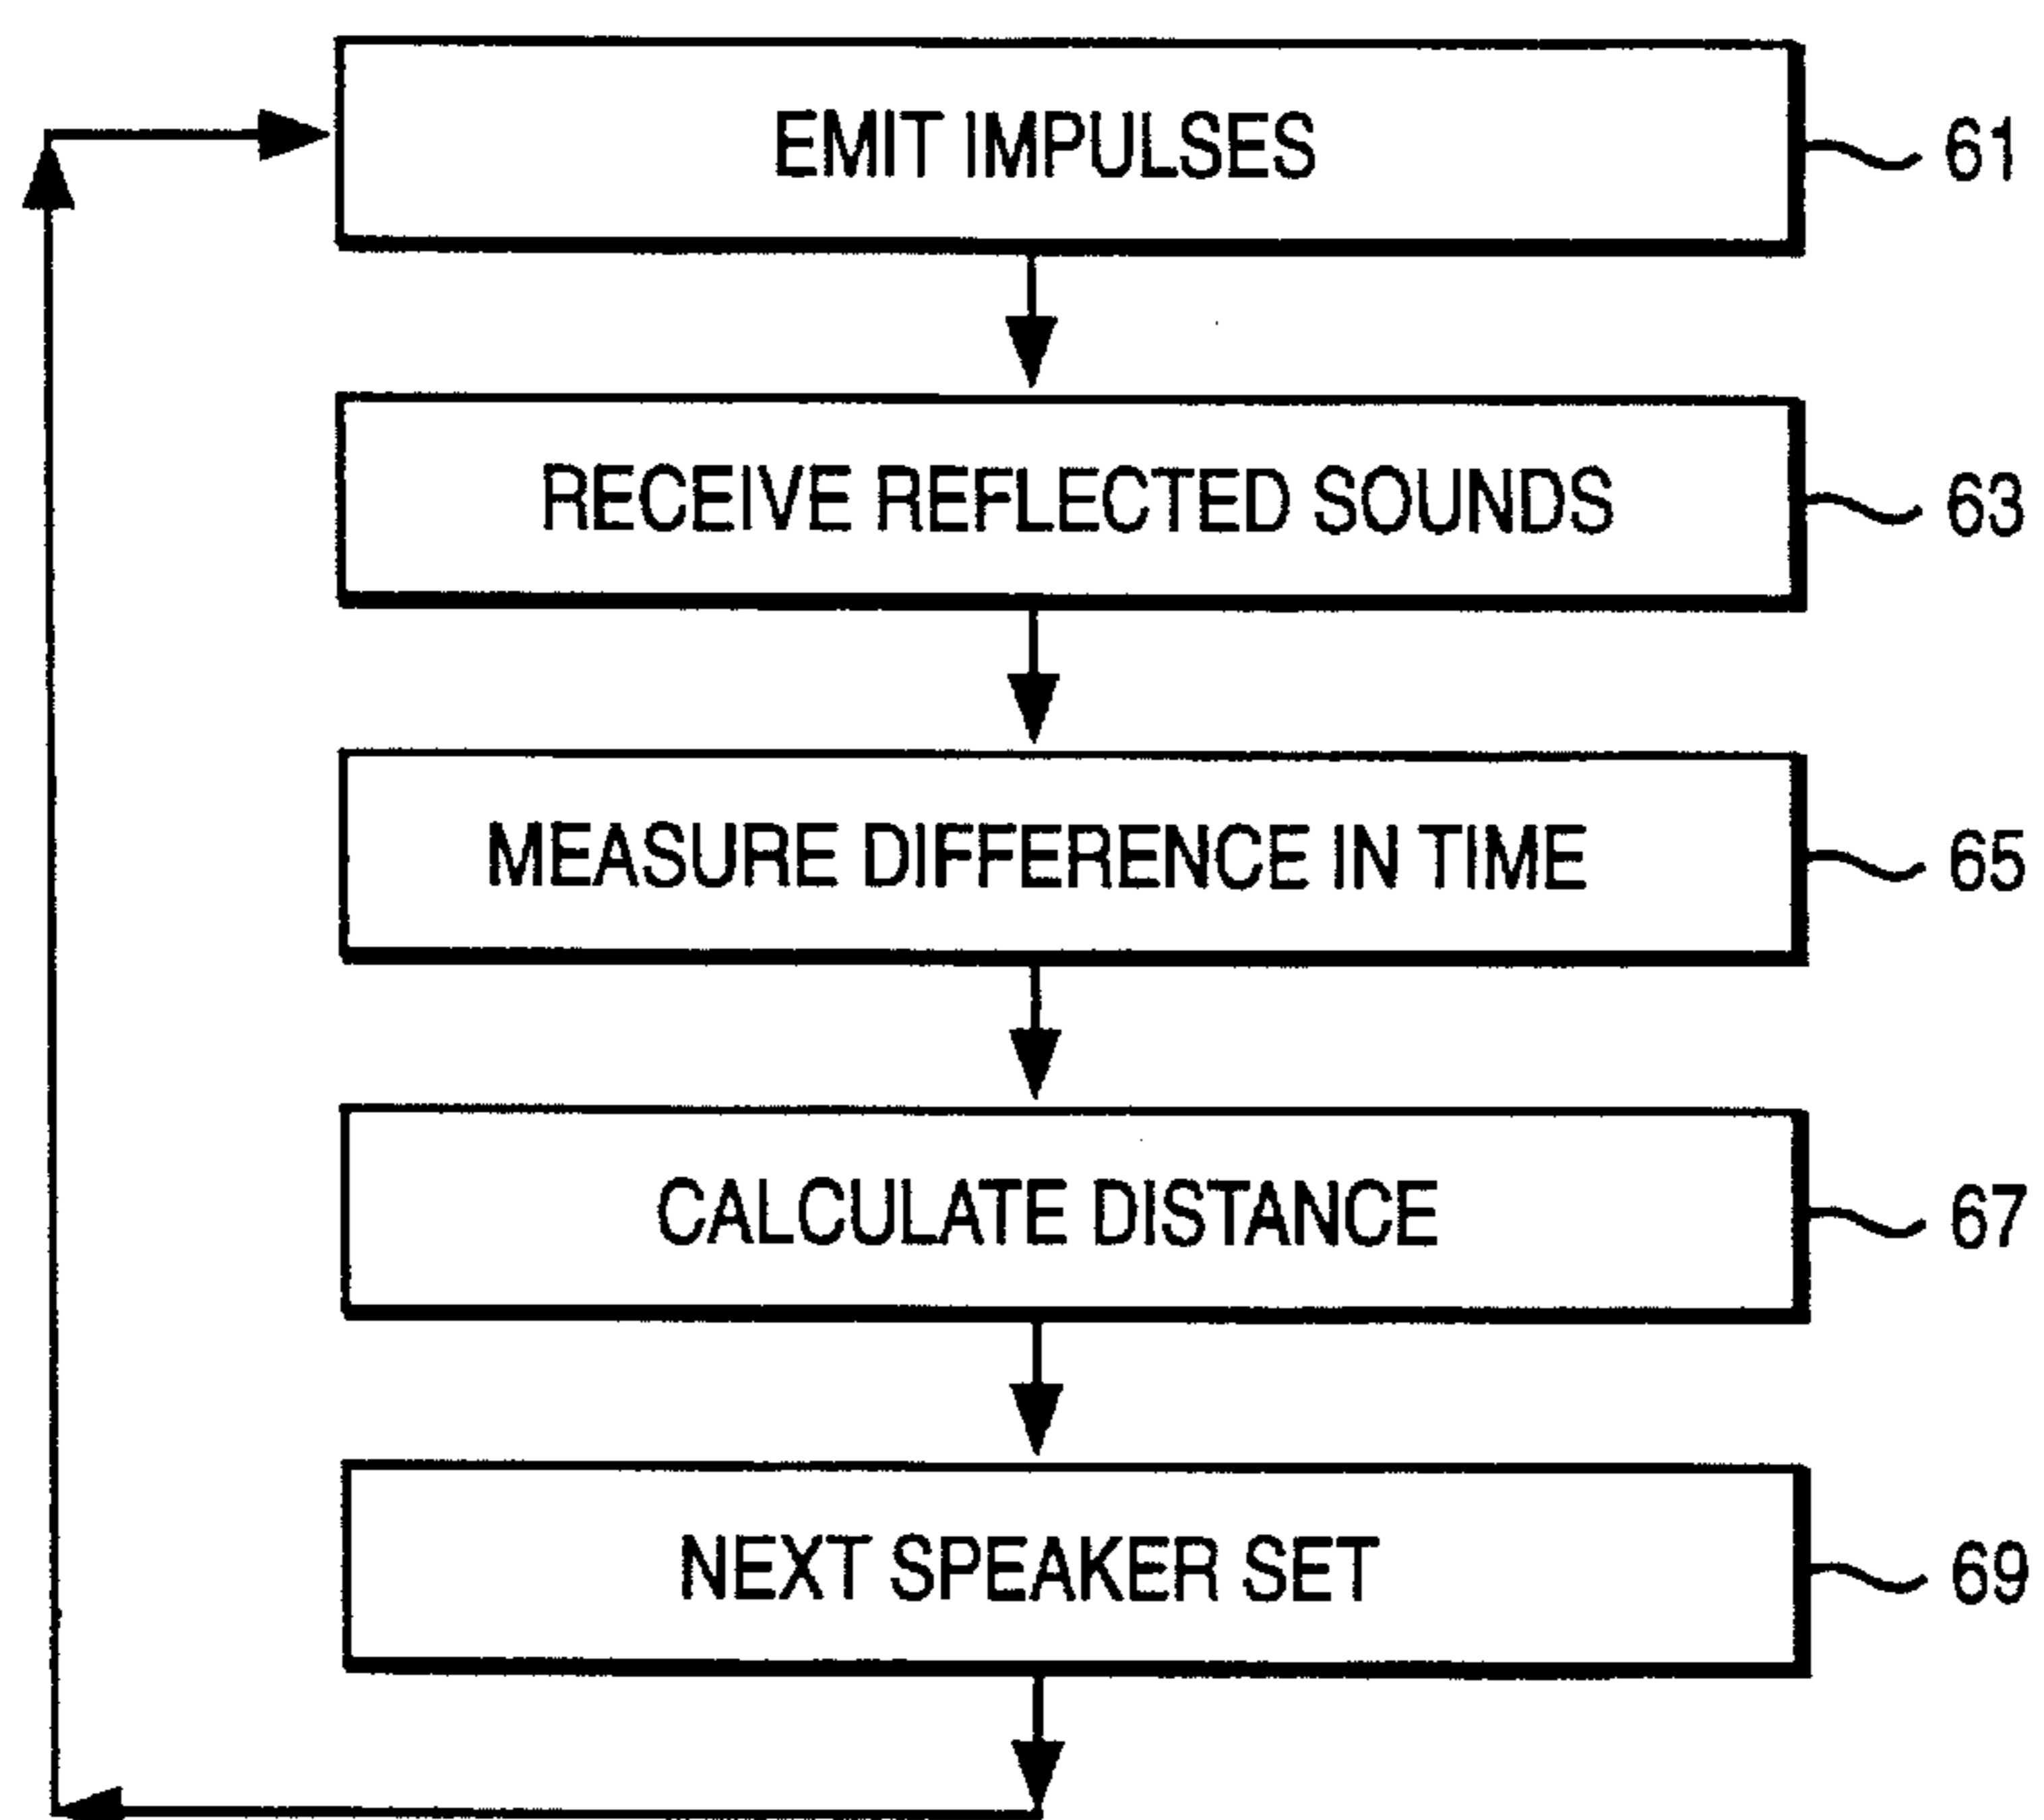 EMIT IMPULSES 61
RECEIVE REFLECTED SOUNDS 63
MEASURE DIFFERENCE IN TIME 65
CALCULATE DISTANCE 67
NEXT SPEAKER SET 69